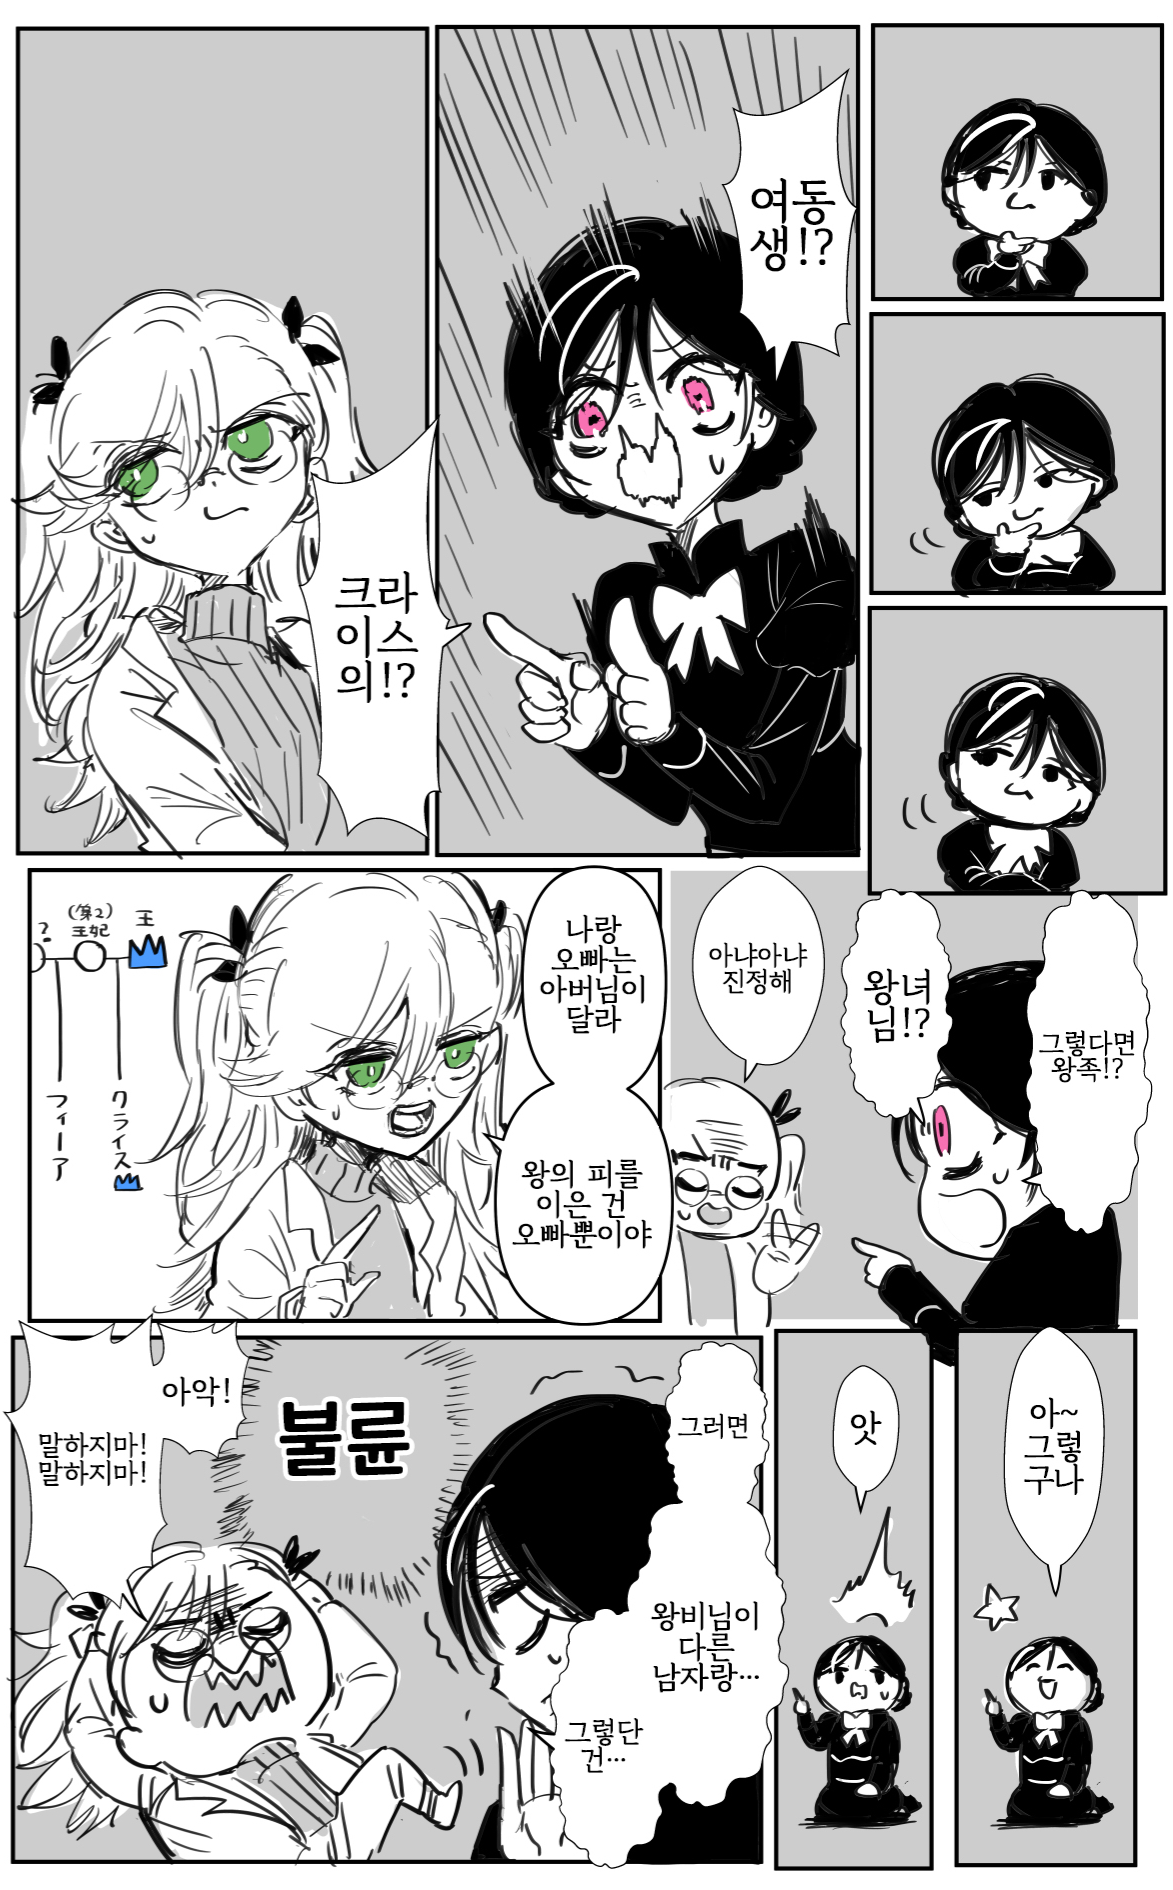 여동
생!?
크라
이스
의!?
그렇다면
왕족!?
왕녀
님!?
아냐아냐
진정해
나랑
오빠는
아버님이
달라
왕의 피를
이은 건
오빠뿐이야
王
(第2)
王妃
?
クライス
フィーア
아~
그렇
구나
앗
그러면
왕비님이
다른
남자랑…
그렇단
건…
불륜
아악!
말하지마!
말하지마!